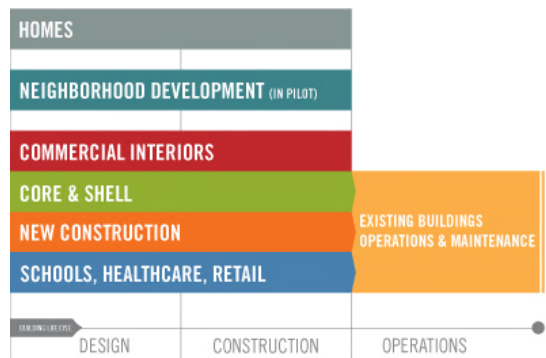 HOMES
NEIGHBORHOOD DEVELOPMENT (IN PILOT)
COMMERCIAL INTERIORS
CORE & SHELL
NEW CONSTRUCTION
SCHOOLS, HEALTHCARE, RETAIL
EXISTING BUILDINGS
OPERATIONS & MAINTENANCE
BUILDING LIFECYLE
DESIGN
CONSTRUCTION
OPERATIONS